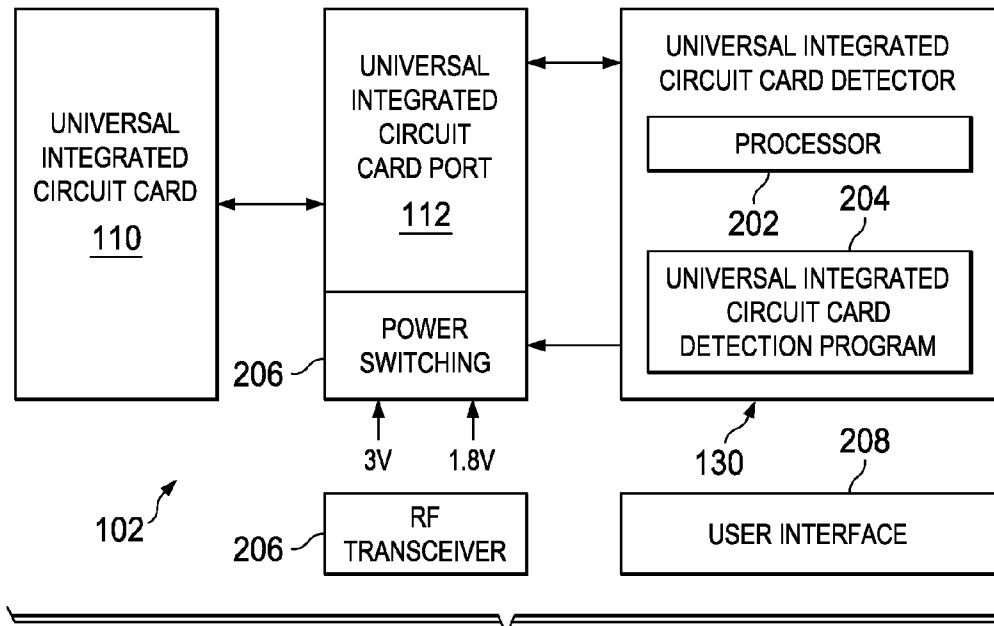 UNIVERSAL
INTEGRATED
CIRCUIT CARD
110
UNIVERSAL
INTEGRATED
CIRCUIT
CARD PORT
112
POWER
SWITCHING
206
3V
1.8V
UNIVERSAL INTEGRATED
CIRCUIT CARD DETECTOR
PROCESSOR
202
204
UNIVERSAL INTEGRATED
CIRCUIT CARD
DETECTION PROGRAM
130
208
102
206
RF
TRANSCEIVER
USER INTERFACE